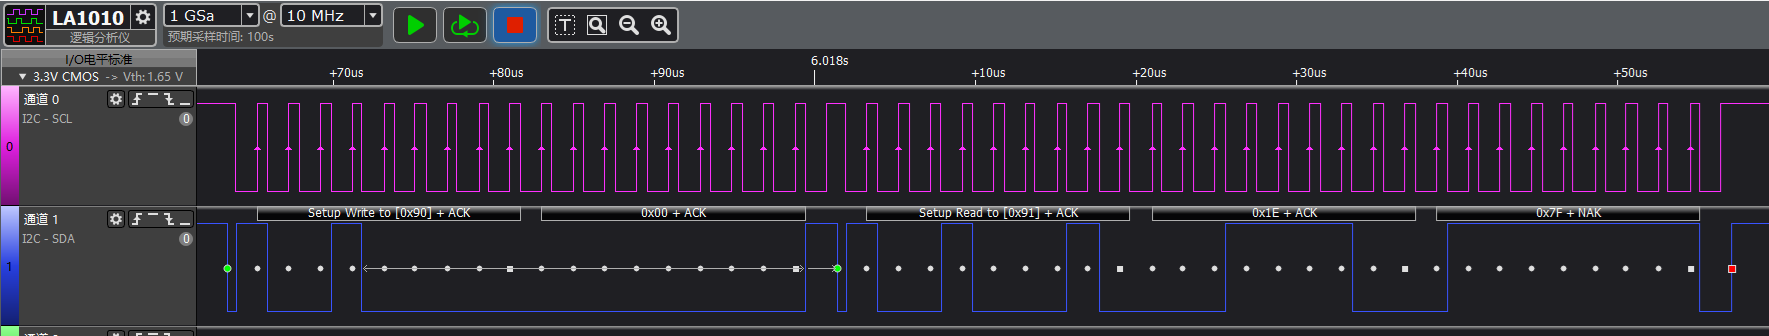 LA1010
逻辑分析仪
1 GSa @ 10 MHz
预期采样时间: 100s
I/O电平标准
3.3V CMOS -> Vth: 1.65 V
+70us +80us +90us 6.018s +10us +20us +30us +40us +50us
0
通道 0
I2C - SCL
0
1
通道 1
I2C - SDA
0
Setup Write to [0x90] + ACK
0x00 + ACK
Setup Read to [0x91] + ACK
0x1E + ACK
0x7F + NAK